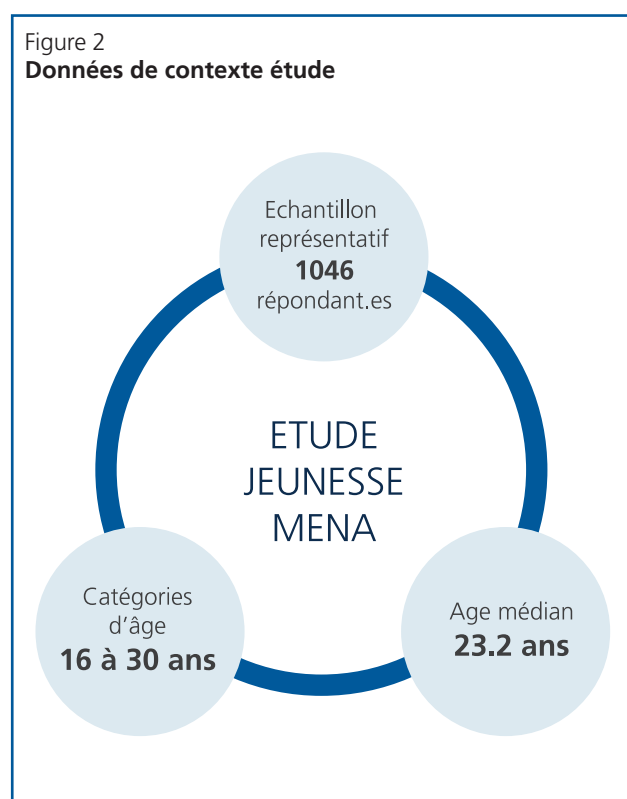 Figure 2
Données de contexte étude
Echantillon
représentatif
1046
répondant.es
ETUDE
JEUNESSE
MENA
Catégories
d’âge
16 à 30 ans
Age médian
23.2 ans